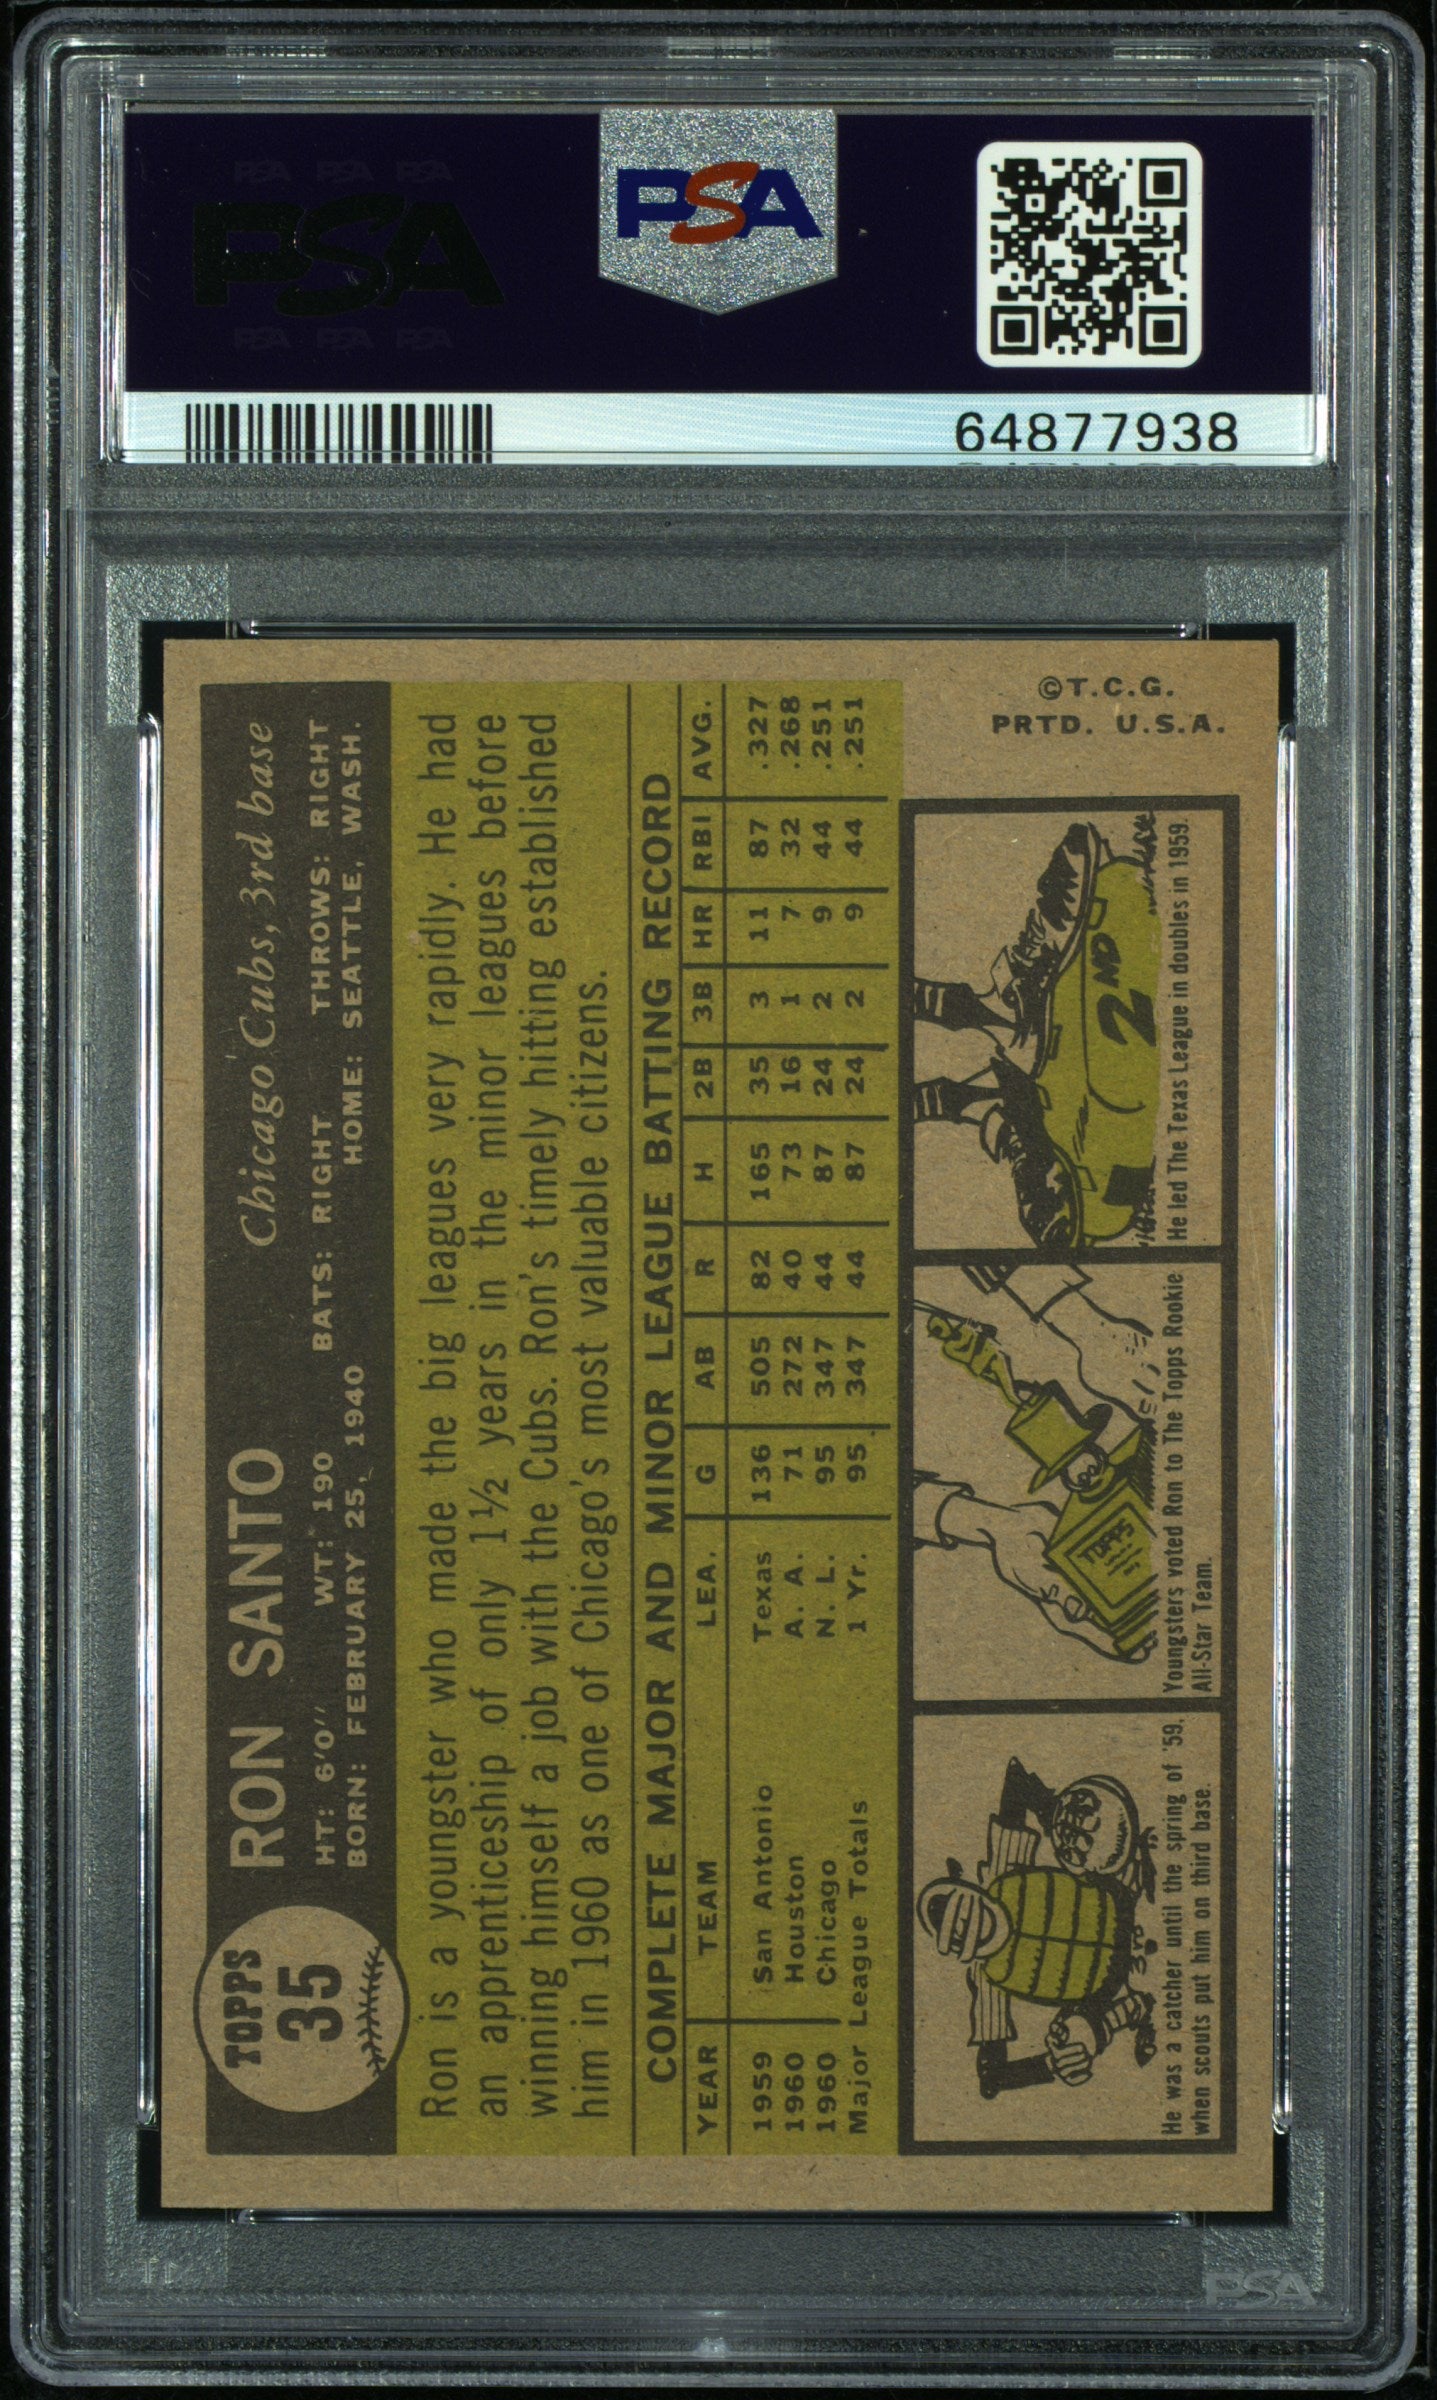 PSA PSA PSA
PSA
PSA PSA PSA
PSA
64877938
TOPPS
35
RON SANTO
Chicago Cubs, 3rd base
HT: 6'0'' WT: 190 BATS: RIGHT THROWS: RIGHT
BORN: FEBRUARY 25, 1940 HOME: SEATTLE, WASH.
Ron is a youngster who made the big leagues very rapidly. He had
an apprenticeship of only 1½ years in the minor leagues before
winning himself a job with the Cubs. Ron's timely hitting established
him in 1960 as one of Chicago's most valuable citizens.
COMPLETE MAJOR AND MINOR LEAGUE BATTING RECORD
YEAR TEAM LEA. G AB R H 2B 3B HR RBI AVG.
1959 San Antonio Texas 136 505 82 165 35 3 11 87 .327
1960 Houston A. A. 71 272 40 73 16 1 7 32 .268
1960 Chicago N. L. 95 347 44 87 24 2 9 44 .251
Major League Totals 1 Yr. 95 347 44 87 24 2 9 44 .251
3RD
He was a catcher until the spring of '59,
when scouts put him on third base.
TOPPS
Youngsters voted Ron to The Topps Rookie
All-Star Team.
2ND
He led The Texas League in doubles in 1959.
©T.C.G.
PRTD. U.S.A.
PSA